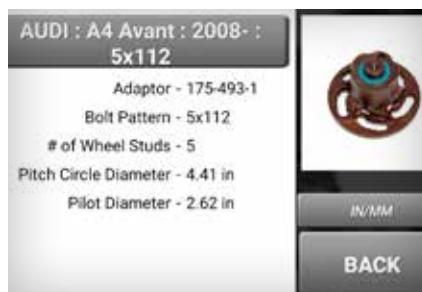 AUDI : A4 Avant : 2008- :
5x112
Adaptor - 175-493-1
Bolt Pattern - 5x112
# of Wheel Studs - 5
Pitch Circle Diameter - 4.41 in
Pilot Diameter - 2.62 in
IN/MM
BACK